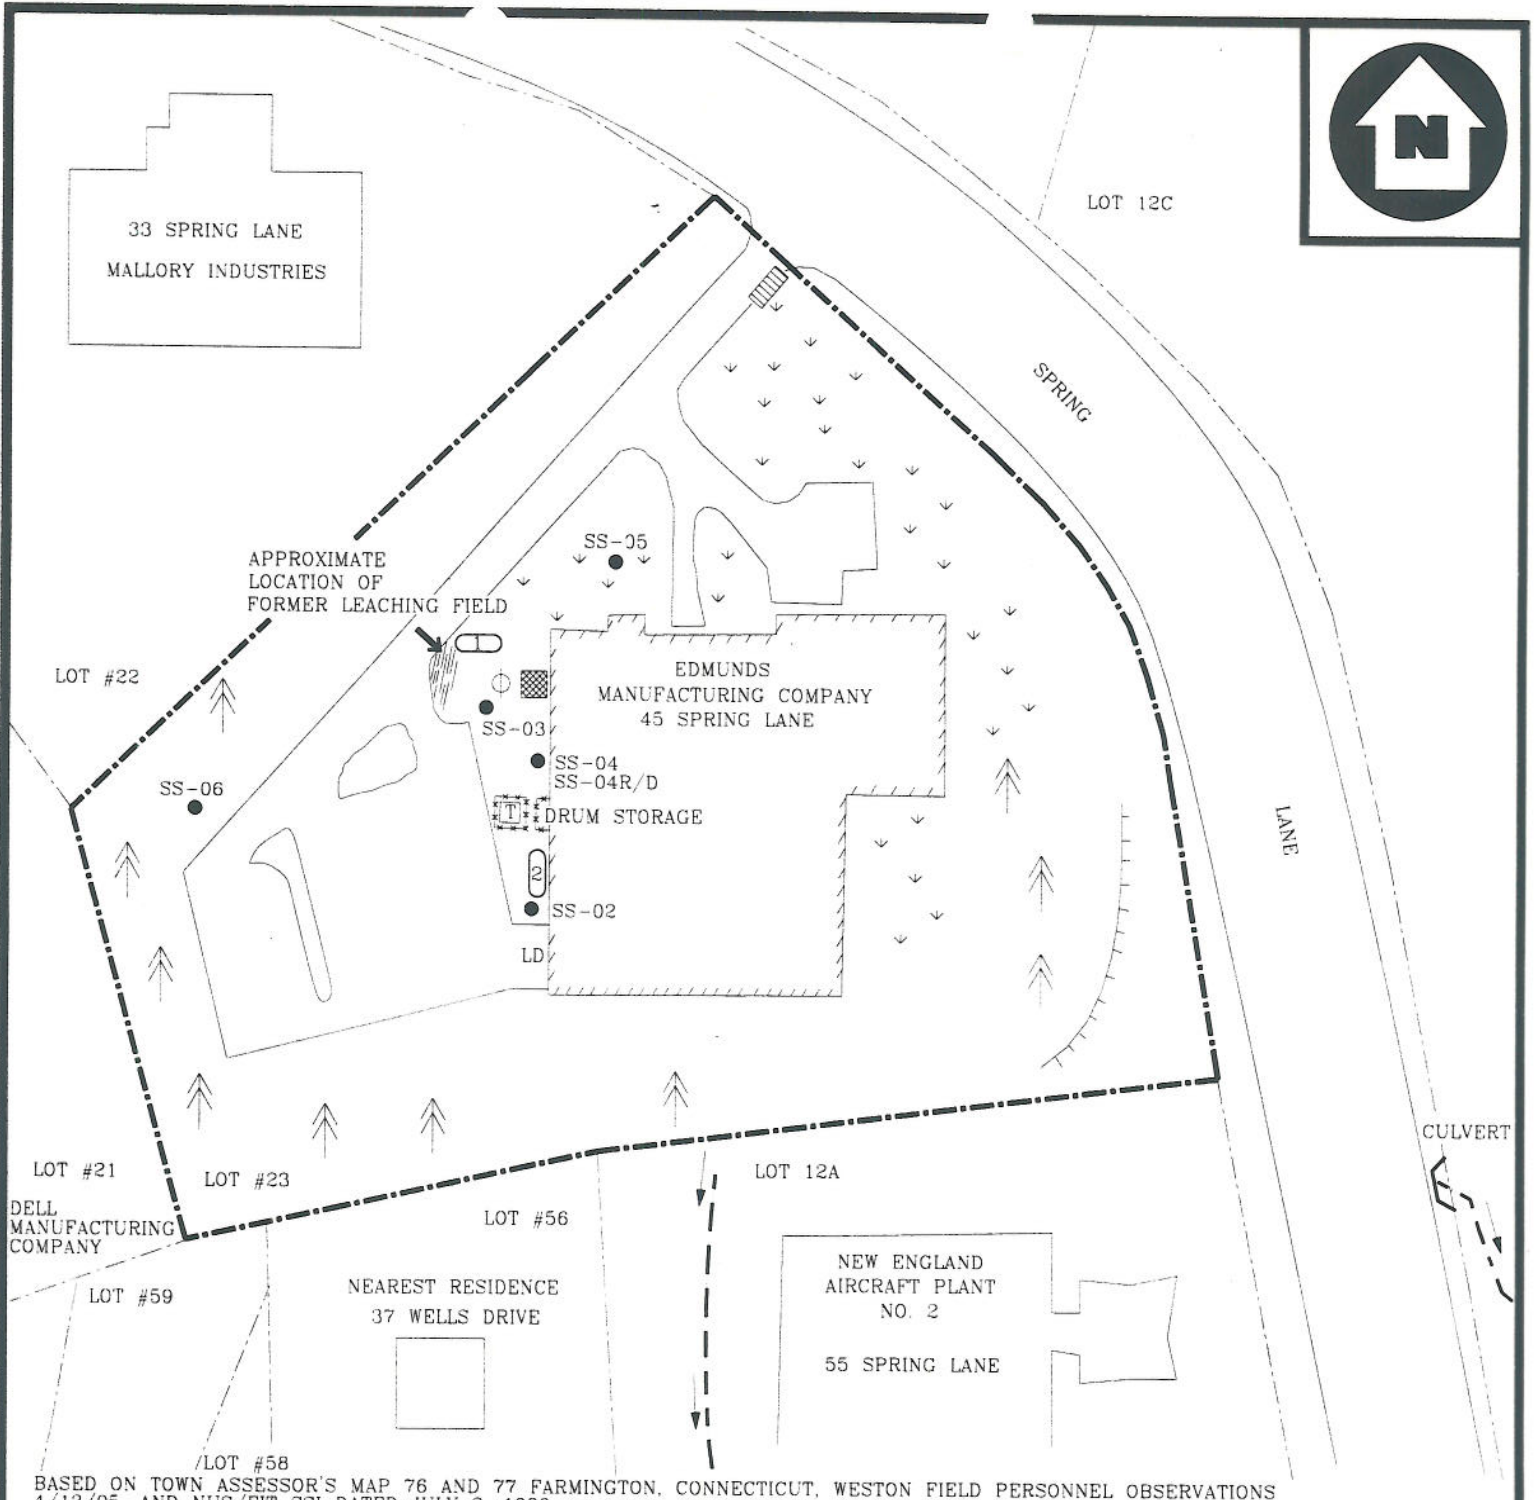 N
LOT 12C
33 SPRING LANE
MALLORY INDUSTRIES
SPRING
SS-05
APPROXIMATE
LOCATION OF
FORMER LEACHING FIELD
1
LOT #22
EDMUNDS
MANUFACTURING COMPANY
45 SPRING LANE
SS-03
SS-04
SS-04R/D
SS-06
T
DRUM STORAGE
LANE
2
SS-02
LD
CULVERT
LOT #21
LOT #23
LOT 12A
DELL
MANUFACTURING
COMPANY
LOT #56
LOT #59
NEAREST RESIDENCE
37 WELLS DRIVE
NEW ENGLAND
AIRCRAFT PLANT
NO. 2
55 SPRING LANE
LOT #58
BASED ON TOWN ASSESSOR'S MAP 76 AND 77 FARMINGTON, CONNECTICUT, WESTON FIELD PERSONNEL OBSERVATIONS